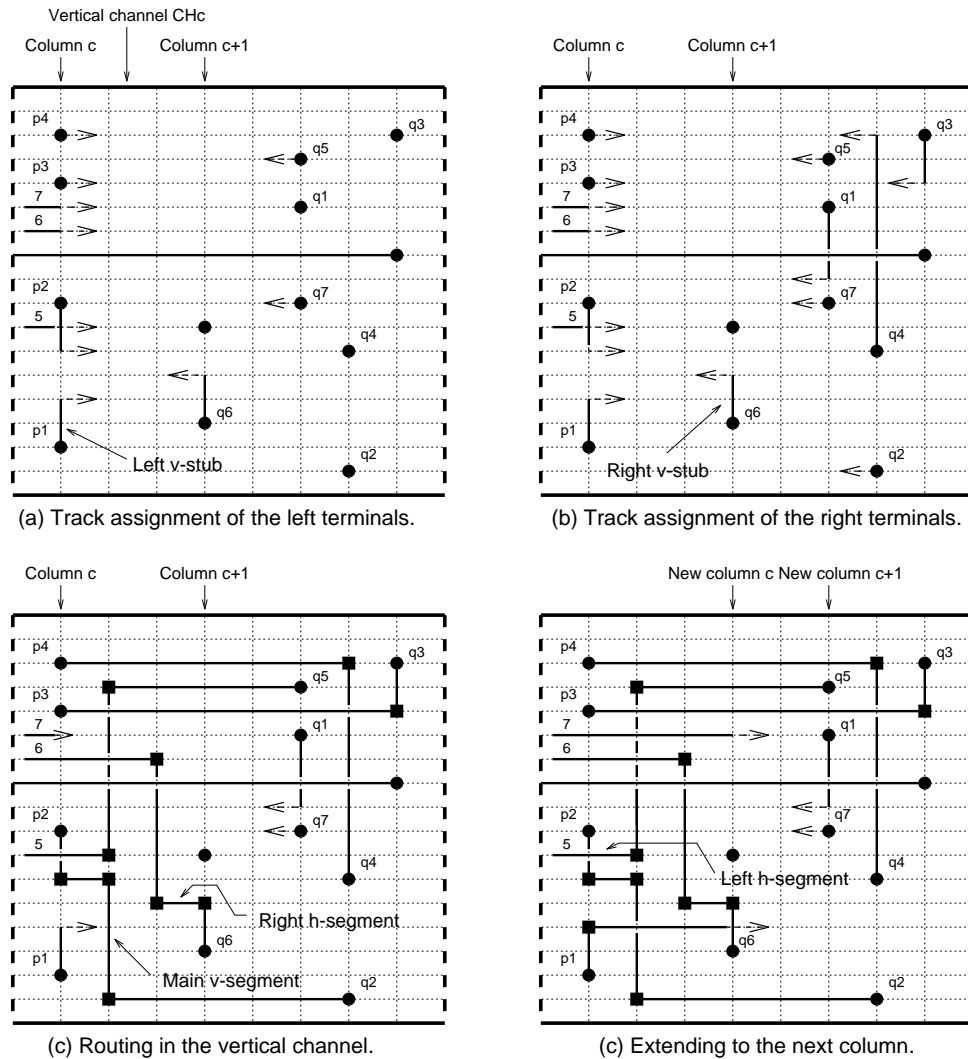 Vertical channel CHc
Column c
Column c+1
p4
q3
q5
p3
7
q1
6
p2
q7
5
q4
q6
p1
Left v-stub
q2
(a) Track assignment of the left terminals.
Column c
Column c+1
p4
q3
q5
p3
7
q1
6
p2
q7
5
q4
q6
p1
Right v-stub
q2
(b) Track assignment of the right terminals.
Column c
Column c+1
p4
q3
q5
p3
7
q1
6
p2
q7
5
q4
Right h-segment
q6
p1
Main v-segment
q2
(c) Routing in the vertical channel.
New column c
New column c+1
p4
q3
q5
p3
7
q1
6
p2
q7
5
q4
Left h-segment
q6
p1
q2
(c) Extending to the next column.